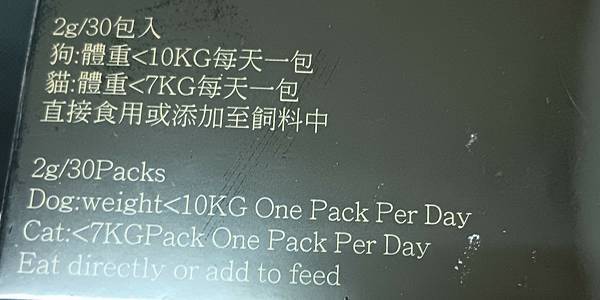 2g/30包入
狗:體重<10KG每天一包
貓:體重<7KG每天一包
直接食用或添加至飼料中
2g/30Packs
Dog:weight<10KG One Pack Per Day
Cat:<7KGPack One Pack Per Day
Eat directly or add to feed